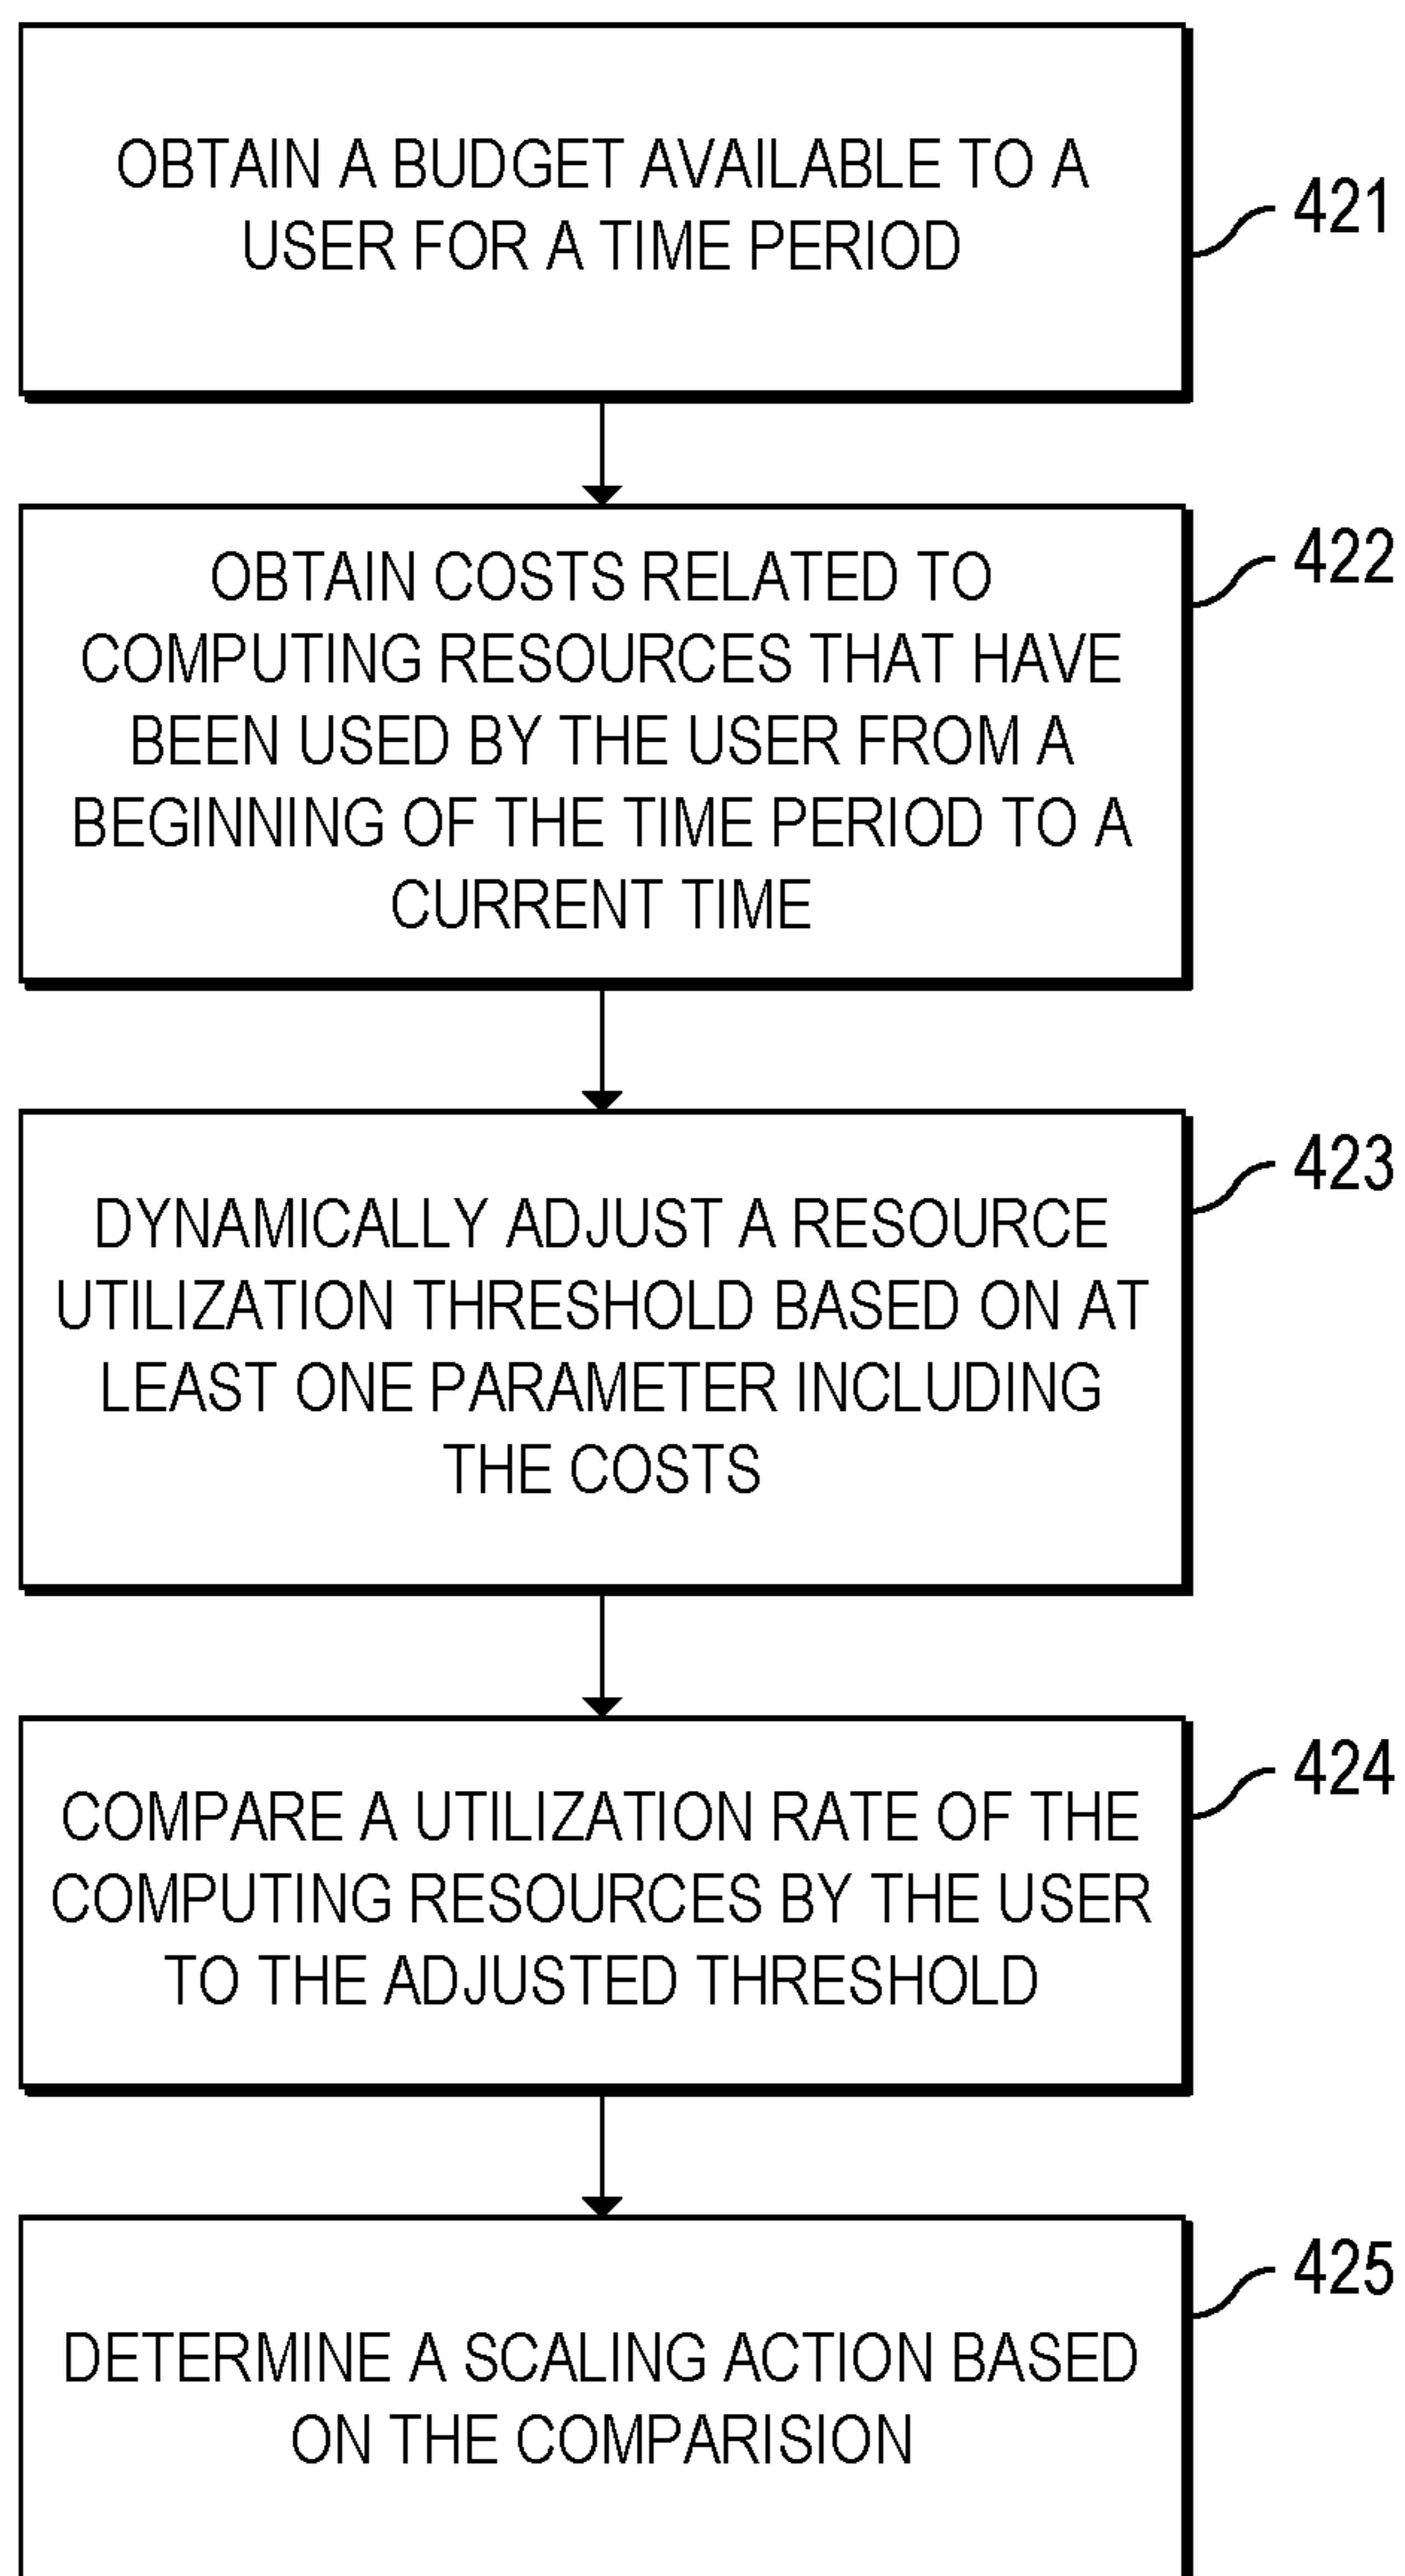 OBTAIN A BUDGET AVAILABLE TO A
USER FOR A TIME PERIOD
421
OBTAIN COSTS RELATED TO
COMPUTING RESOURCES THAT HAVE
BEEN USED BY THE USER FROM A
BEGINNING OF THE TIME PERIOD TO A
CURRENT TIME
422
DYNAMICALLY ADJUST A RESOURCE
UTILIZATION THRESHOLD BASED ON AT
LEAST ONE PARAMETER INCLUDING
THE COSTS
423
COMPARE A UTILIZATION RATE OF THE
COMPUTING RESOURCES BY THE USER
TO THE ADJUSTED THRESHOLD
424
DETERMINE A SCALING ACTION BASED
ON THE COMPARISION
425